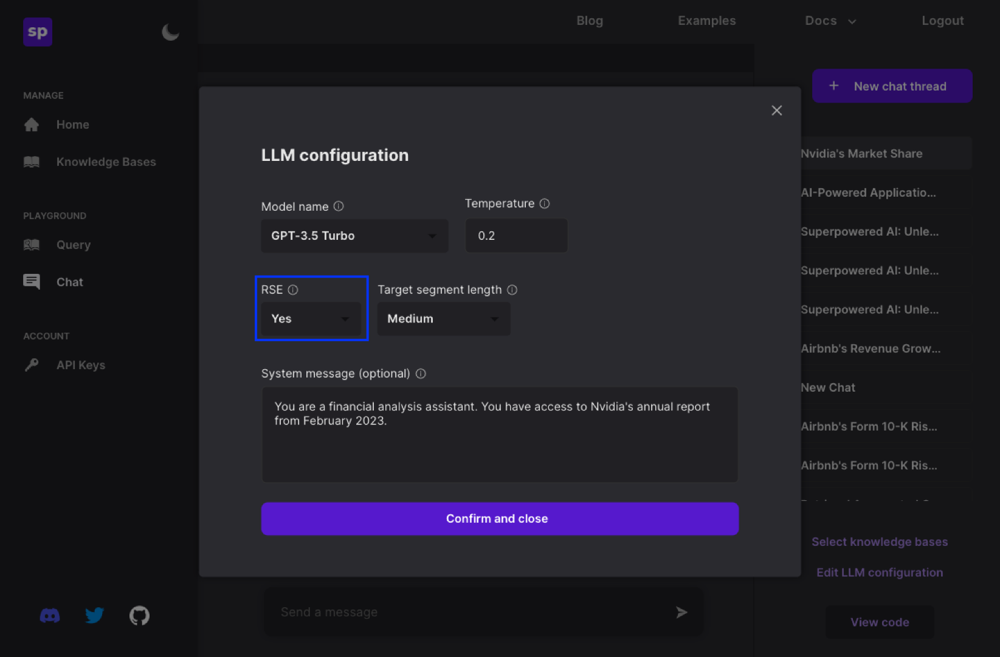 sp
Blog
Examples
Docs
Logout
MANAGE
Home
Knowledge Bases
PLAYGROUND
Query
Chat
ACCOUNT
API Keys
LLM configuration
Model name
Temperature
GPT-3.5 Turbo
0.2
RSE
Target segment length
Yes
Medium
System message (optional)
You are a financial analysis assistant. You have access to Nvidia's annual report
from February 2023.
Confirm and close
Send a message
New chat thread
Nvidia's Market Share
AI-Powered Applicatio...
Superpowered AI: Unle...
Superpowered AI: Unle...
Superpowered AI: Unle...
Airbnb's Revenue Grow...
New Chat
Airbnb's Form 10-K Ris...
Airbnb's Form 10-K Ris...
Select knowledge bases
Edit LLM configuration
View code